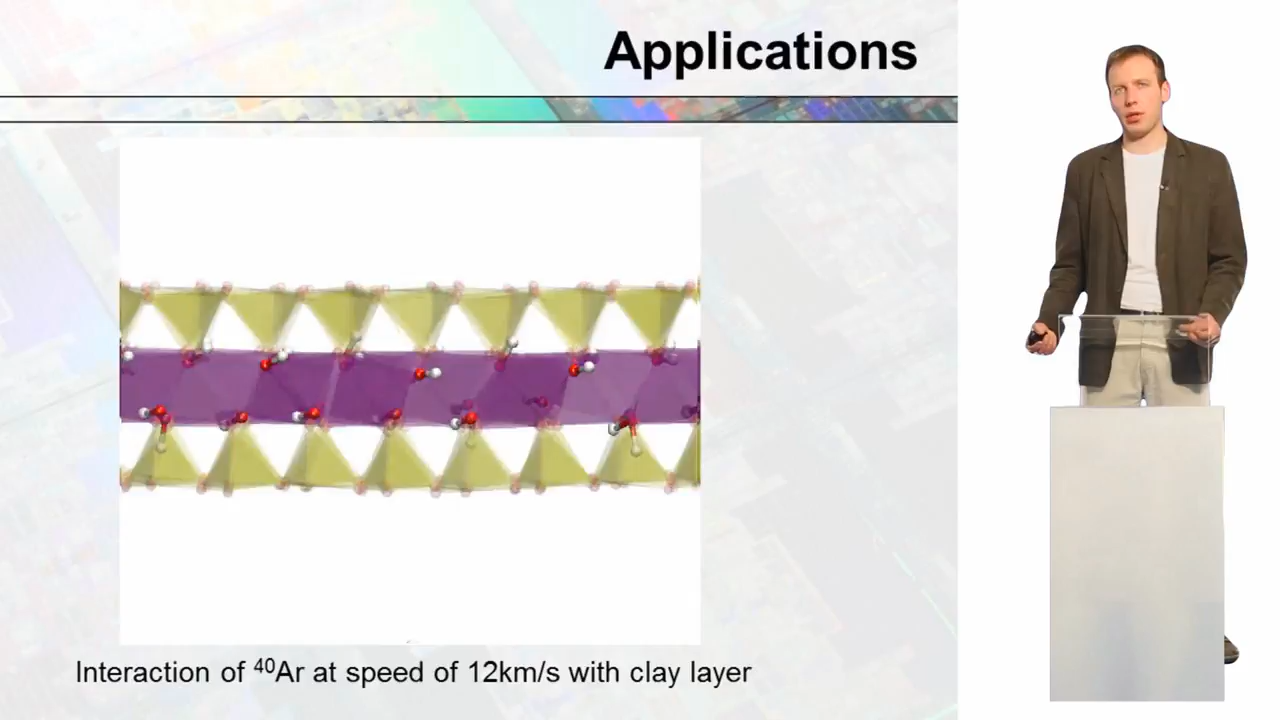 Applications
Interaction of ⁴⁰Ar at speed of 12km/s with clay layer